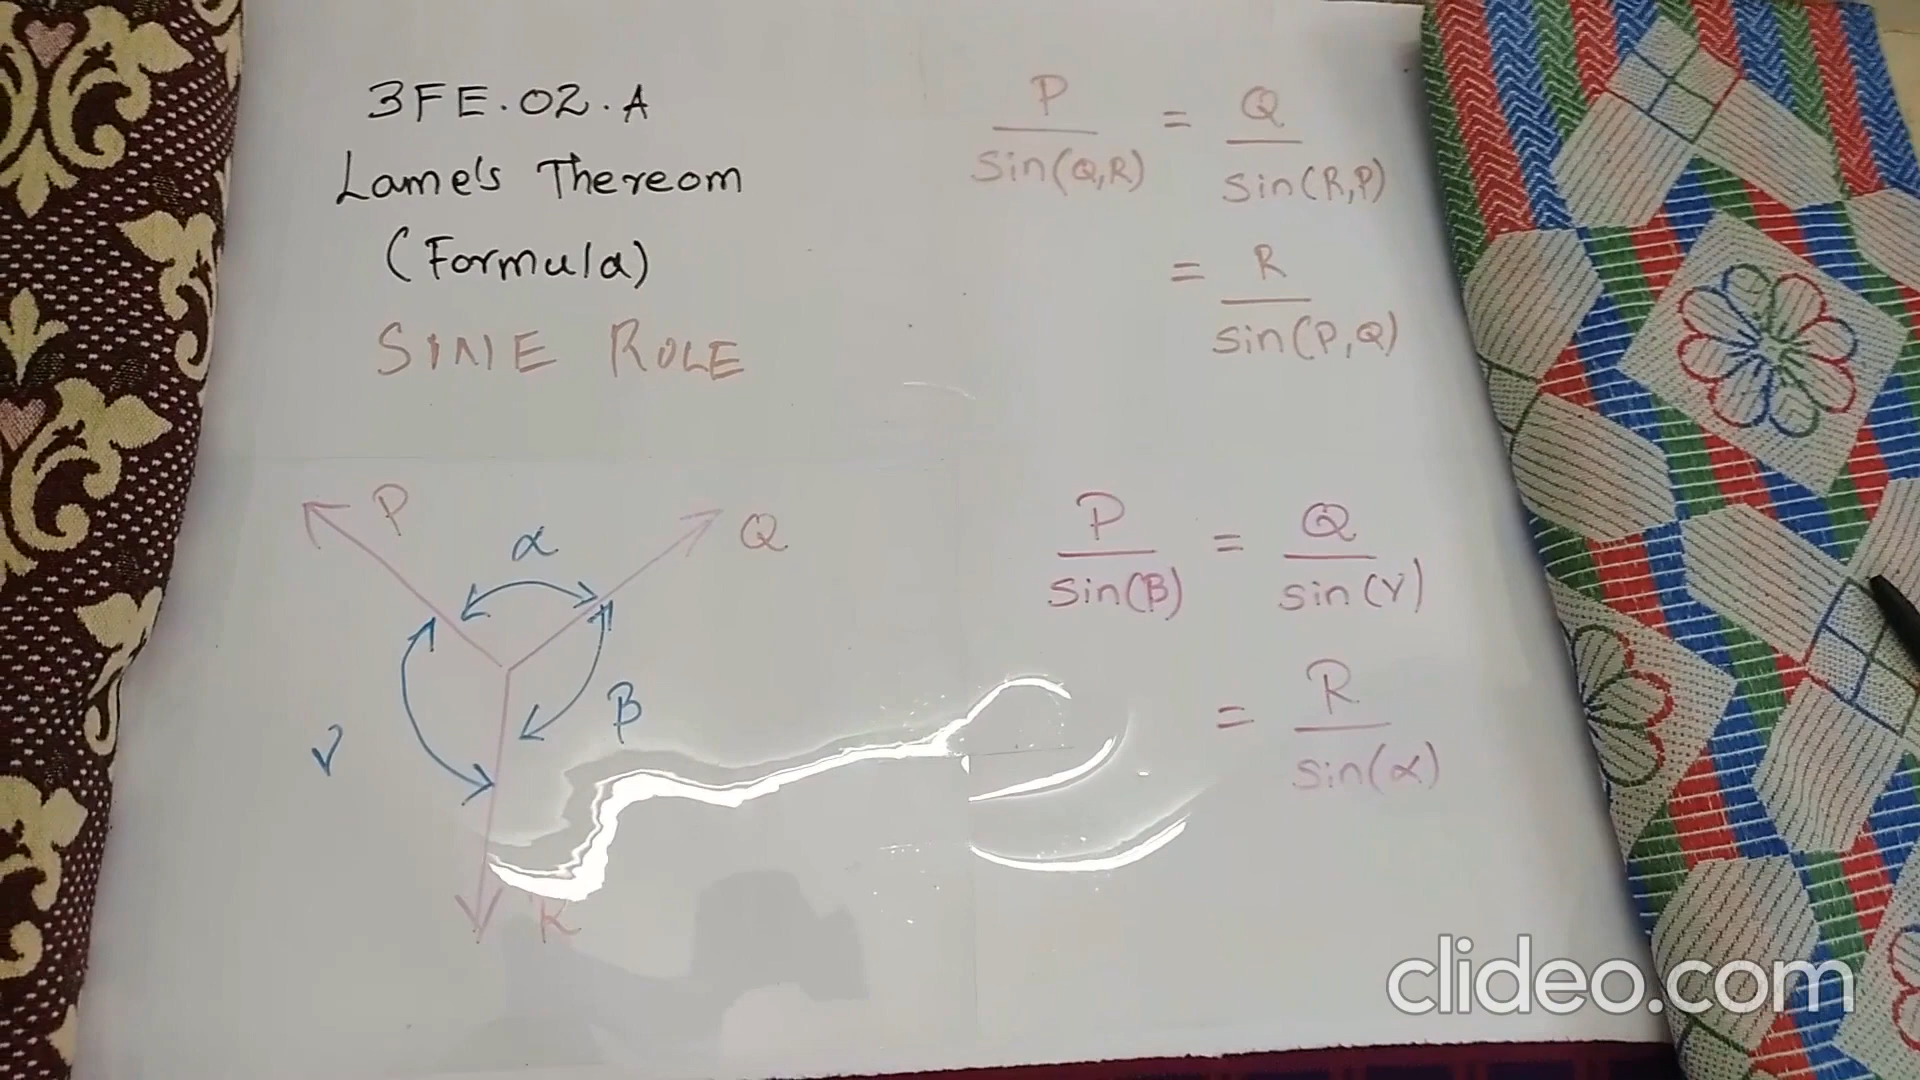 3FE.02.A
Lame's Thereom
(Formula)
SINE RULE
P = Q
sin(Q,R) sin(R,P)
= R
sin(P,Q)
P
Q
α
β
γ
R
P = Q
sin(β) sin(γ)
= R
sin(α)
clideo.com